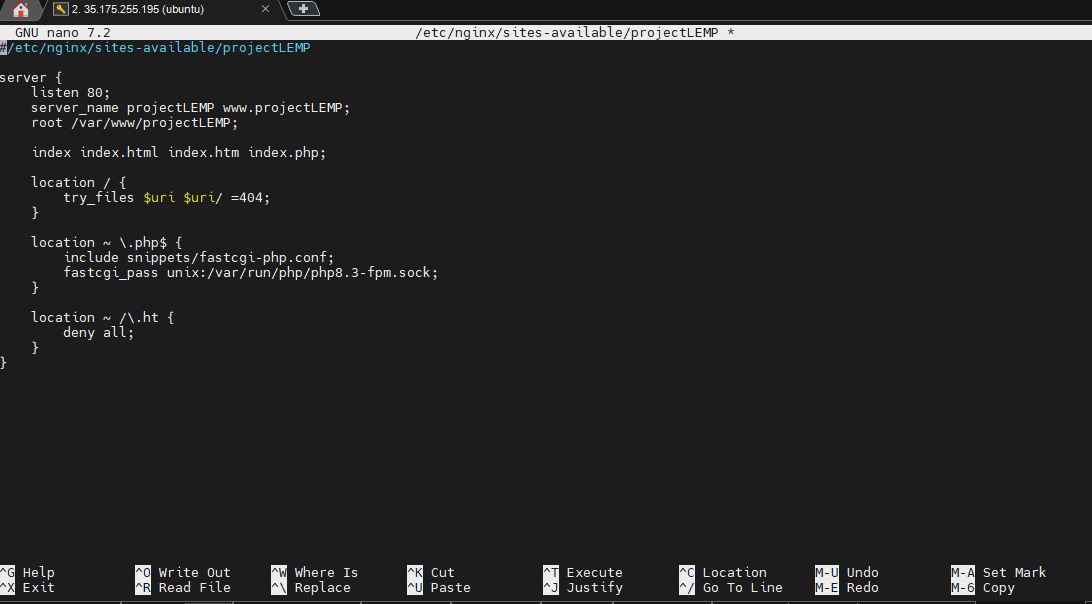 2. 35.175.255.195 (ubuntu)
GNU nano 7.2 /etc/nginx/sites-available/projectLEMP *
#/etc/nginx/sites-available/projectLEMP
server {
    listen 80;
    server_name projectLEMP www.projectLEMP;
    root /var/www/projectLEMP;
    index index.html index.htm index.php;
    location / {
        try_files $uri $uri/ =404;
    }
    location ~ \.php$ {
        include snippets/fastcgi-php.conf;
        fastcgi_pass unix:/var/run/php/php8.3-fpm.sock;
    }
    location ~ /\.ht {
        deny all;
    }
}
^G Help ^O Write Out ^W Where Is ^K Cut ^T Execute ^C Location M-U Undo M-A Set Mark
^X Exit ^R Read File ^\ Replace ^U Paste ^J Justify ^/ Go To Line M-E Redo M-6 Copy